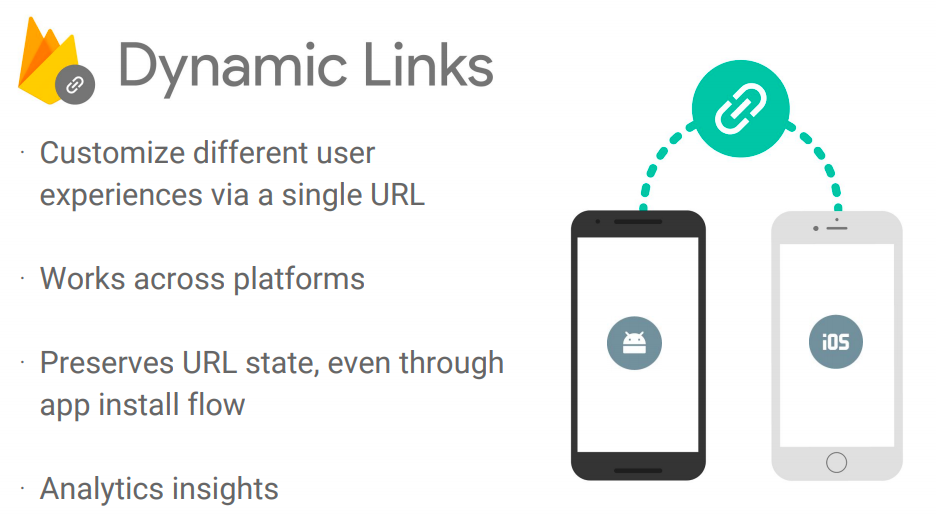 Dynamic Links
· Customize different user
experiences via a single URL
· Works across platforms
· Preserves URL state, even through
app install flow
· Analytics insights
iOS